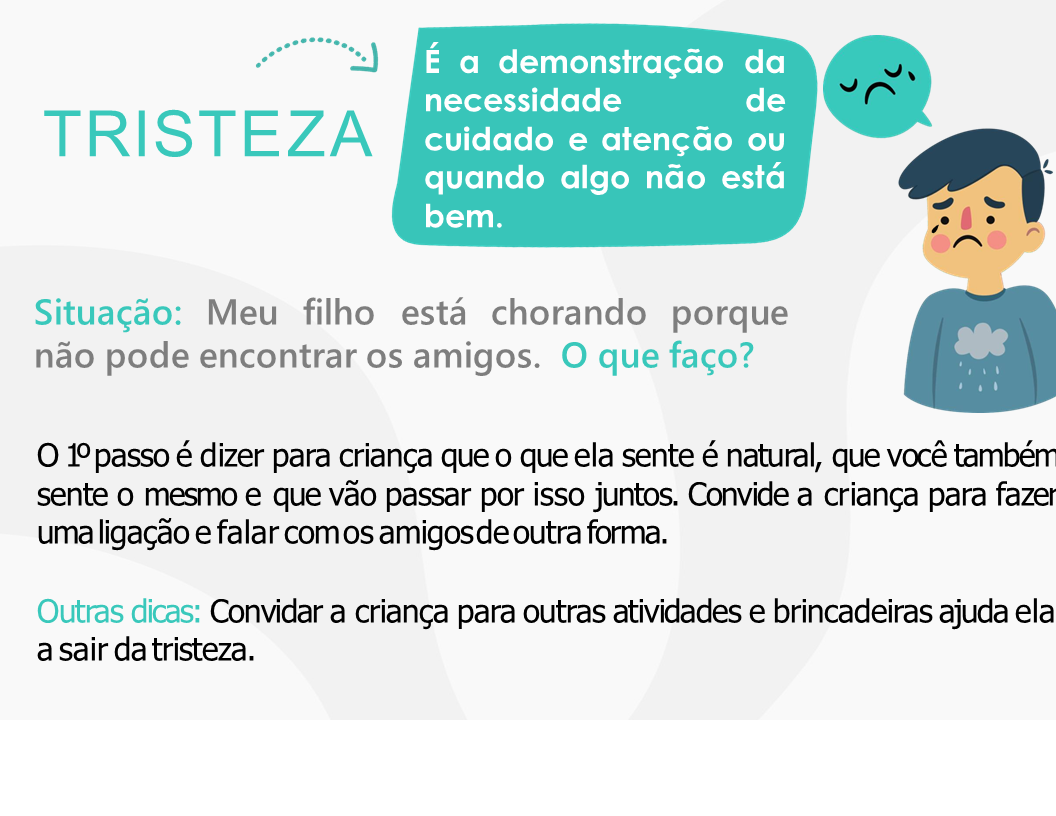 TRISTEZA
É a demonstração da
necessidade de
cuidado e atenção ou
quando algo não está
bem.
Situação: Meu filho está chorando porque
não pode encontrar os amigos. O que faço?
O 1º passo é dizer para criança que o que ela sente é natural, que você também
sente o mesmo e que vão passar por isso juntos. Convide a criança para fazer
uma ligação e falar com os amigos de outra forma.
Outras dicas: Convidar a criança para outras atividades e brincadeiras ajuda ela
a sair da tristeza.